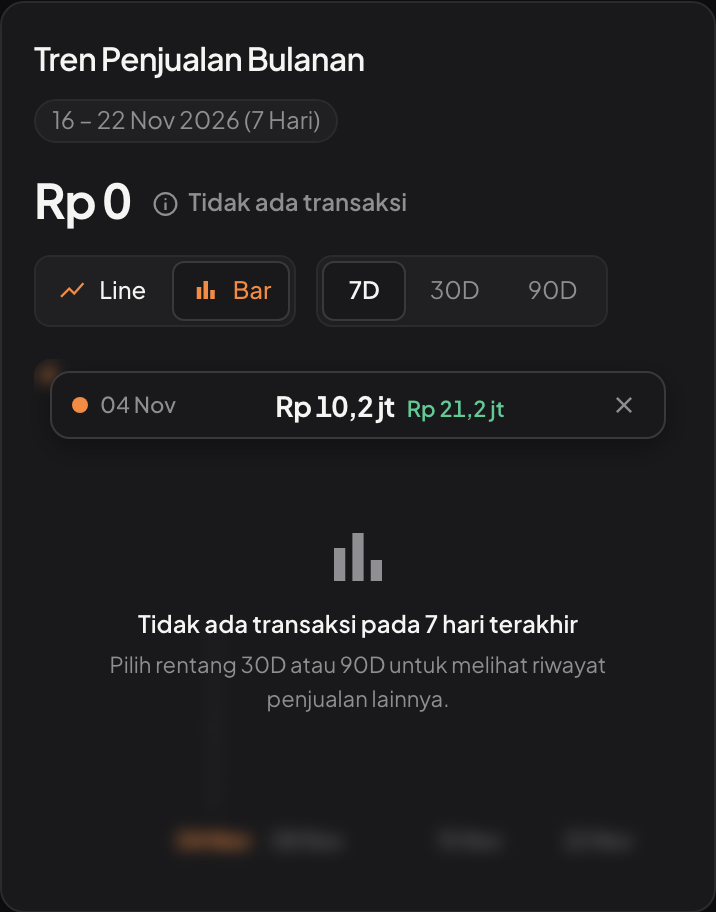 Tren Penjualan Bulanan
16 – 22 Nov 2026 (7 Hari)
Rp 0 Tidak ada transaksi
Line Bar 7D 30D 90D
04 Nov Rp 10,2 jt Rp 21,2 jt
Tidak ada transaksi pada 7 hari terakhir
Pilih rentang 30D atau 90D untuk melihat riwayat
penjualan lainnya.